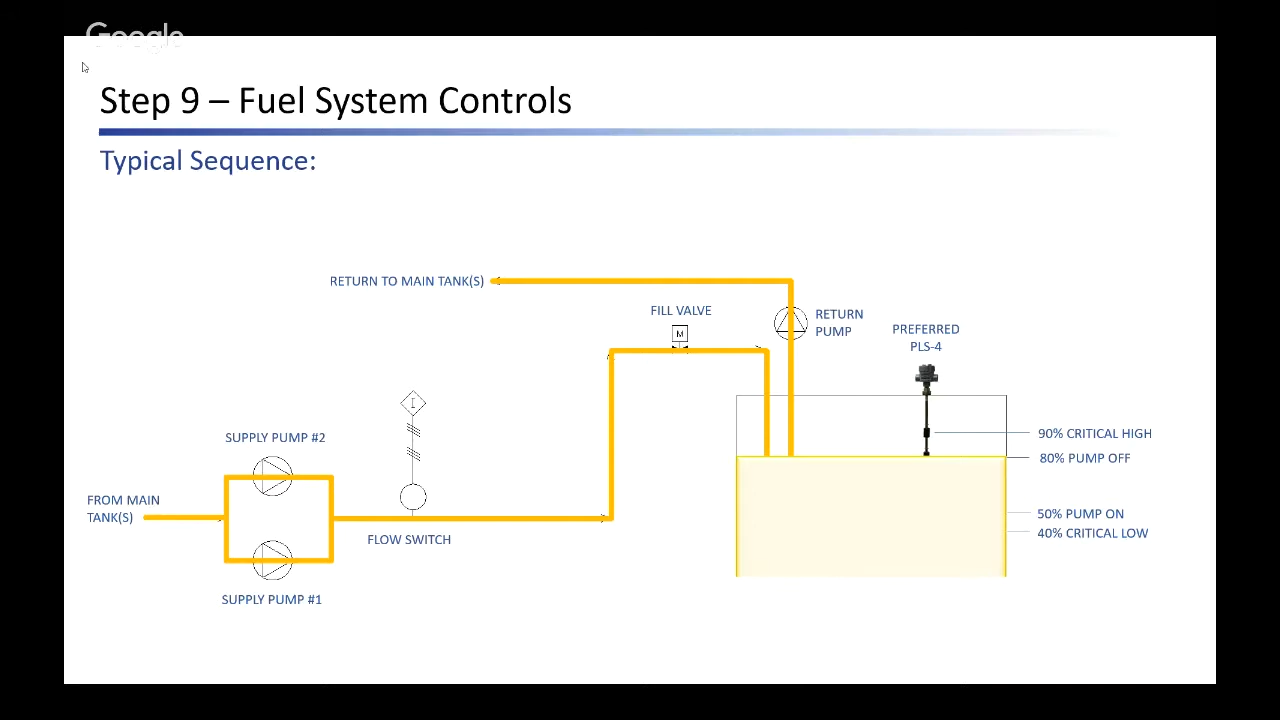 Google
Step 9 – Fuel System Controls
Typical Sequence:
RETURN TO MAIN TANK(S)
FILL VALVE
M
RETURN
PUMP
PREFERRED
PLS-4
I
SUPPLY PUMP #2
90% CRITICAL HIGH
80% PUMP OFF
FROM MAIN
TANK(S)
50% PUMP ON
40% CRITICAL LOW
FLOW SWITCH
SUPPLY PUMP #1